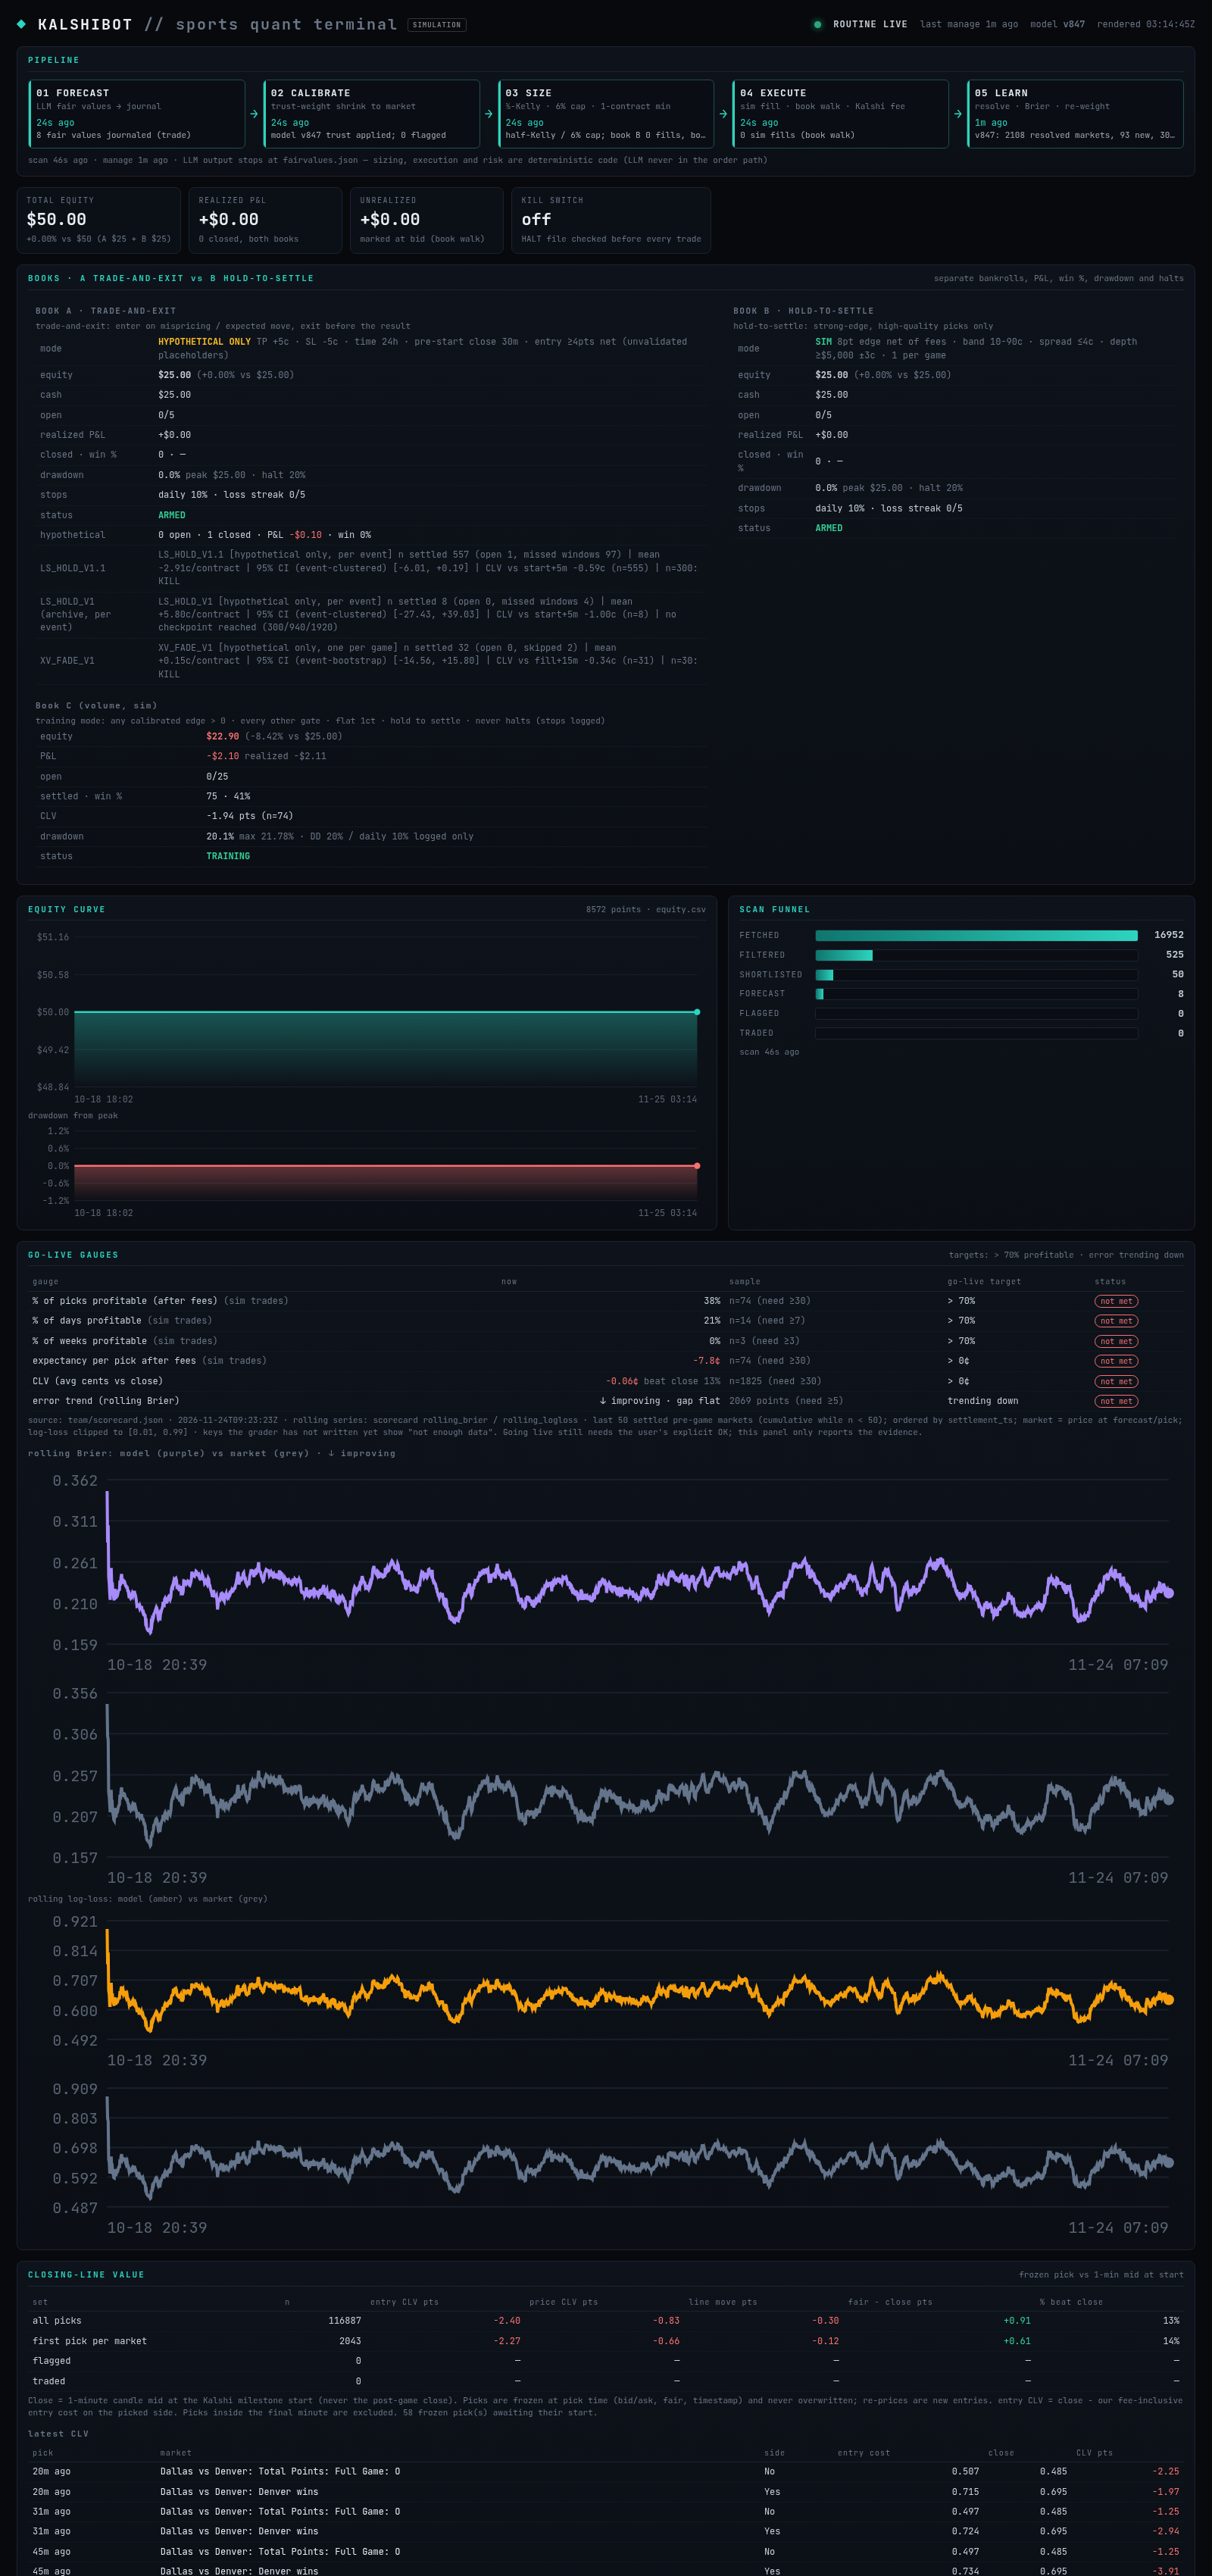 ◆ KALSHIBOT // sports quant terminal SIMULATION
ROUTINE LIVE last manage 1m ago model v847 rendered 03:14:45Z
PIPELINE
01 FORECAST
LLM fair values → journal
24s ago
8 fair values journaled (trade)
→
02 CALIBRATE
trust-weight shrink to market
24s ago
model v847 trust applied; 0 flagged
→
03 SIZE
½-Kelly · 6% cap · 1-contract min
24s ago
half-Kelly / 6% cap; book B 0 fills, bo…
→
04 EXECUTE
sim fill · book walk · Kalshi fee
24s ago
0 sim fills (book walk)
→
05 LEARN
resolve · Brier · re-weight
1m ago
v847: 2108 resolved markets, 93 new, 30…
scan 46s ago · manage 1m ago · LLM output stops at fairvalues.json — sizing, execution and risk are deterministic code (LLM never in the order path)
TOTAL EQUITY
$50.00
+0.00% vs $50 (A $25 + B $25)
REALIZED P&L
+$0.00
0 closed, both books
UNREALIZED
+$0.00
marked at bid (book walk)
KILL SWITCH
off
HALT file checked before every trade
BOOKS · A TRADE-AND-EXIT vs B HOLD-TO-SETTLE
separate bankrolls, P&L, win %, drawdown and halts
BOOK A · TRADE-AND-EXIT
trade-and-exit: enter on mispricing / expected move, exit before the result
mode HYPOTHETICAL ONLY TP +5c · SL -5c · time 24h · pre-start close 30m · entry ≥4pts net (unvalidated
placeholders)
equity $25.00 (+0.00% vs $25.00)
cash $25.00
open 0/5
realized P&L +$0.00
closed · win % 0 · —
drawdown 0.0% peak $25.00 · halt 20%
stops daily 10% · loss streak 0/5
status ARMED
hypothetical 0 open · 1 closed · P&L -$0.10 · win 0%
LS_HOLD_V1.1 LS_HOLD_V1.1 [hypothetical only, per event] n settled 557 (open 1, missed windows 97) | mean
-2.91c/contract | 95% CI (event-clustered) [-6.01, +0.19] | CLV vs start+5m -0.59c (n=555) | n=300:
KILL
LS_HOLD_V1
(archive, per
event)
LS_HOLD_V1 [hypothetical only, per event] n settled 8 (open 0, missed windows 4) | mean
+5.80c/contract | 95% CI (event-clustered) [-27.43, +39.03] | CLV vs start+5m -1.00c (n=8) | no
checkpoint reached (300/940/1920)
XV_FADE_V1 XV_FADE_V1 [hypothetical only, one per game] n settled 32 (open 0, skipped 2) | mean
+0.15c/contract | 95% CI (event-bootstrap) [-14.56, +15.80] | CLV vs fill+15m -0.34c (n=31) | n=30:
KILL
BOOK B · HOLD-TO-SETTLE
hold-to-settle: strong-edge, high-quality picks only
mode SIM 8pt edge net of fees · band 10-90c · spread ≤4c · depth
≥$5,000 ±3c · 1 per game
equity $25.00 (+0.00% vs $25.00)
cash $25.00
open 0/5
realized P&L +$0.00
closed · win
% 0 · —
drawdown 0.0% peak $25.00 · halt 20%
stops daily 10% · loss streak 0/5
status ARMED
Book C (volume, sim)
training mode: any calibrated edge > 0 · every other gate · flat 1ct · hold to settle · never halts (stops logged)
equity $22.90 (-8.42% vs $25.00)
P&L -$2.10 realized -$2.11
open 0/25
settled · win % 75 · 41%
CLV -1.94 pts (n=74)
drawdown 20.1% max 21.78% · DD 20% / daily 10% logged only
status TRAINING
EQUITY CURVE
8572 points · equity.csv
$51.16
$50.58
$50.00
$49.42
$48.84
10-18 18:02 11-25 03:14
drawdown from peak
1.2%
0.6%
0.0%
-0.6%
-1.2%
10-18 18:02 11-25 03:14
SCAN FUNNEL
FETCHED 16952
FILTERED 525
SHORTLISTED 50
FORECAST 8
FLAGGED 0
TRADED 0
scan 46s ago
GO-LIVE GAUGES
targets: > 70% profitable · error trending down
gauge now sample go-live target status
% of picks profitable (after fees) (sim trades) 38% n=74 (need ≥30) > 70% not met
% of days profitable (sim trades) 21% n=14 (need ≥7) > 70% not met
% of weeks profitable (sim trades) 0% n=3 (need ≥3) > 70% not met
expectancy per pick after fees (sim trades) -7.8¢ n=74 (need ≥30) > 0¢ not met
CLV (avg cents vs close) -0.06¢ beat close 13% n=1825 (need ≥30) > 0¢ not met
error trend (rolling Brier) ↓ improving · gap flat 2069 points (need ≥5) trending down not met
source: team/scorecard.json · 2026-11-24T09:23:23Z · rolling series: scorecard rolling_brier / rolling_logloss · last 50 settled pre-game markets (cumulative while n < 50); ordered by settlement_ts; market = price at forecast/pick;
log-loss clipped to [0.01, 0.99] · keys the grader has not written yet show "not enough data". Going live still needs the user's explicit OK; this panel only reports the evidence.
rolling Brier: model (purple) vs market (grey) · ↓ improving
0.362
0.311
0.261
0.210
0.159
10-18 20:39 11-24 07:09
0.356
0.306
0.257
0.207
0.157
10-18 20:39 11-24 07:09
rolling log-loss: model (amber) vs market (grey)
0.921
0.814
0.707
0.600
0.492
10-18 20:39 11-24 07:09
0.909
0.803
0.698
0.592
0.487
10-18 20:39 11-24 07:09
CLOSING-LINE VALUE
frozen pick vs 1-min mid at start
set n entry CLV pts price CLV pts line move pts fair - close pts % beat close
all picks 116887 -2.40 -0.83 -0.30 +0.91 13%
first pick per market 2043 -2.27 -0.66 -0.12 +0.61 14%
flagged 0 — — — — —
traded 0 — — — — —
Close = 1-minute candle mid at the Kalshi milestone start (never the post-game close). Picks are frozen at pick time (bid/ask, fair, timestamp) and never overwritten; re-prices are new entries. entry CLV = close - our fee-inclusive
entry cost on the picked side. Picks inside the final minute are excluded. 58 frozen pick(s) awaiting their start.
latest CLV
pick market side entry cost close CLV pts
20m ago Dallas vs Denver: Total Points: Full Game: O No 0.507 0.485 -2.25
20m ago Dallas vs Denver: Denver wins Yes 0.715 0.695 -1.97
31m ago Dallas vs Denver: Total Points: Full Game: O No 0.497 0.485 -1.25
31m ago Dallas vs Denver: Denver wins Yes 0.724 0.695 -2.94
45m ago Dallas vs Denver: Total Points: Full Game: O No 0.497 0.485 -1.25
45m ago Dallas vs Denver: Denver wins Yes 0.734 0.695 -3.91